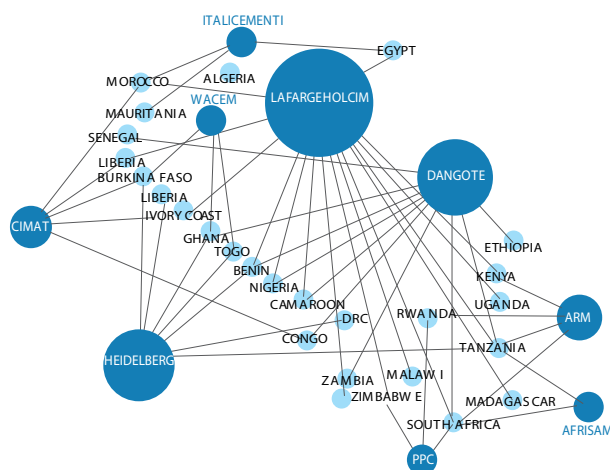 ITALICEMENTI
EGYPT
ALGERIA
MOROCCO
LAFARGEHOLCIM
WACEM
MAURITANIA
SENEGAL
LIBERIA
BURKINA FASO
DANGOTE
LIBERIA
IVORY COAST
CIMAT
GHANA
ETHIOPIA
TOGO
BENIN
KENYA
NIGERIA
CAMAROON
UGANDA
RWANDA
ARM
DRC
CONGO
TANZANIA
HEIDELBERG
ZAMBIA
MALAWI
ZIMBABWE
MADAGASCAR
SOUTH AFRICA
AFRISAM
PPC